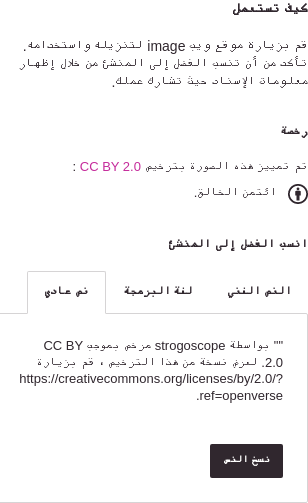 كيف تستعمل
قم بزيارة موقع ويب image لتنزيله واستخدامه.
تأكد من أن تنسب الفضل إلى المنشئ من خلال إظهار
معلومات الإسناد حيث تشارك عملك.
رخصة
تم تمييز هذه الصورة بترخيص CC BY 2.0 :
ائتمن الخالق.
انسب الفضل إلى المنشئ
النص الغني
لغة البرمجة
نص عادي
"" بواسطة strogoscope مرخص بموجب CC BY
2.0. لعرض نسخة من هذا الترخيص ، قم بزيارة
https://creativecommons.org/licenses/by/2.0/?
ref=openverse.
نسخ النص